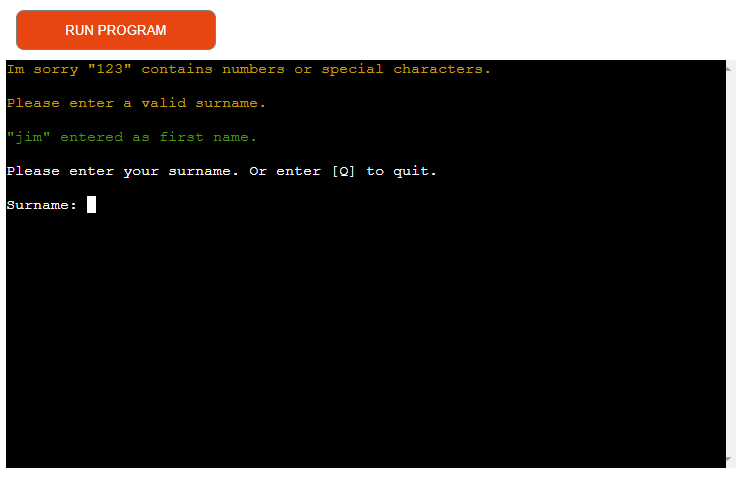 RUN PROGRAM
Im sorry "123" contains numbers or special characters.
Please enter a valid surname.
"jim" entered as first name.
Please enter your surname. Or enter [Q] to quit.
Surname: